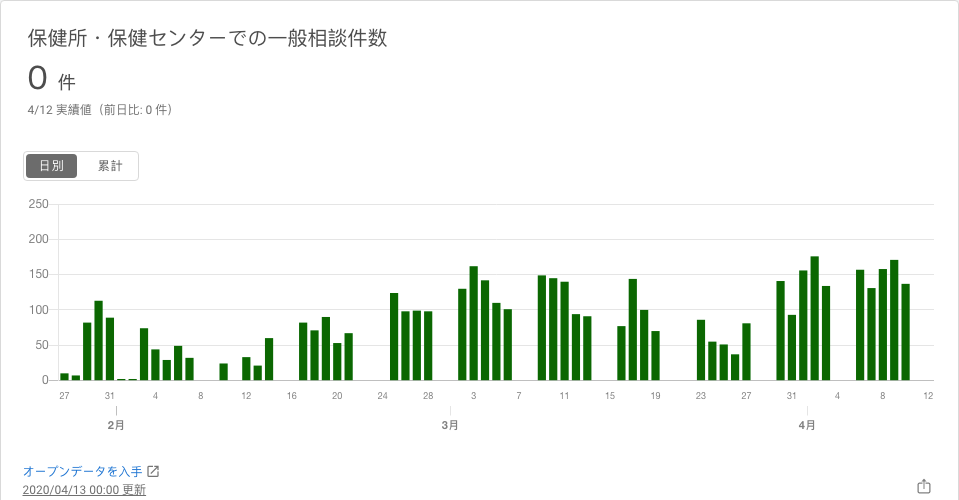 保健所・保健センターでの一般相談件数
0 件
4/12 実績値（前日比: 0 件）
日別 累計
250
200
150
100
50
0
27 31 4 8 12 16 20 24 28 3 7 11 15 19 23 27 31 4 8 12
2月 3月 4月
オープンデータを入手
2020/04/13 00:00 更新